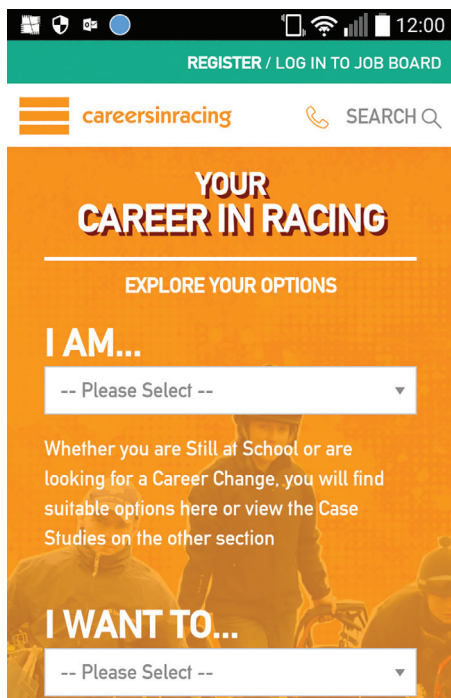 12:00
REGISTER / LOG IN TO JOB BOARD
careersinracing
SEARCH
YOUR
CAREER IN RACING
EXPLORE YOUR OPTIONS
I AM...
-- Please Select --
Whether you are Still at School or are
looking for a Career Change, you will find
suitable options here or view the Case
Studies on the other section
I WANT TO...
-- Please Select --